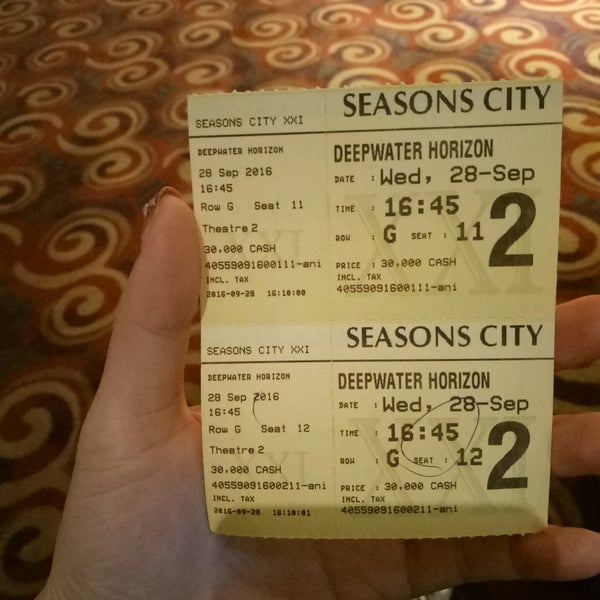 SEASONS CITY XXI
DEEPWATER HORIZON
28 Sep 2016
16:45
Row G Seat 11
Theatre 2
30,000 CASH
40559091600111-ani
INCL. TAX
2016-09-28 16:10:00
SEASONS CITY
DEEPWATER HORIZON
DATE : Wed, 28-Sep
TIME : 16:45
ROW : G SEAT : 11
2
PRICE : 30,000 CASH
INCL. TAX
40559091600111-ani
SEASONS CITY XXI
DEEPWATER HORIZON
28 Sep 2016
16:45
Row G Seat 12
Theatre 2
30,000 CASH
40559091600211-ani
INCL. TAX
2016-09-28 16:10:01
SEASONS CITY
DEEPWATER HORIZON
DATE : Wed, 28-Sep
TIME : 16:45
ROW : G SEAT : 12
2
PRICE : 30,000 CASH
INCL. TAX
40559091600211-ani